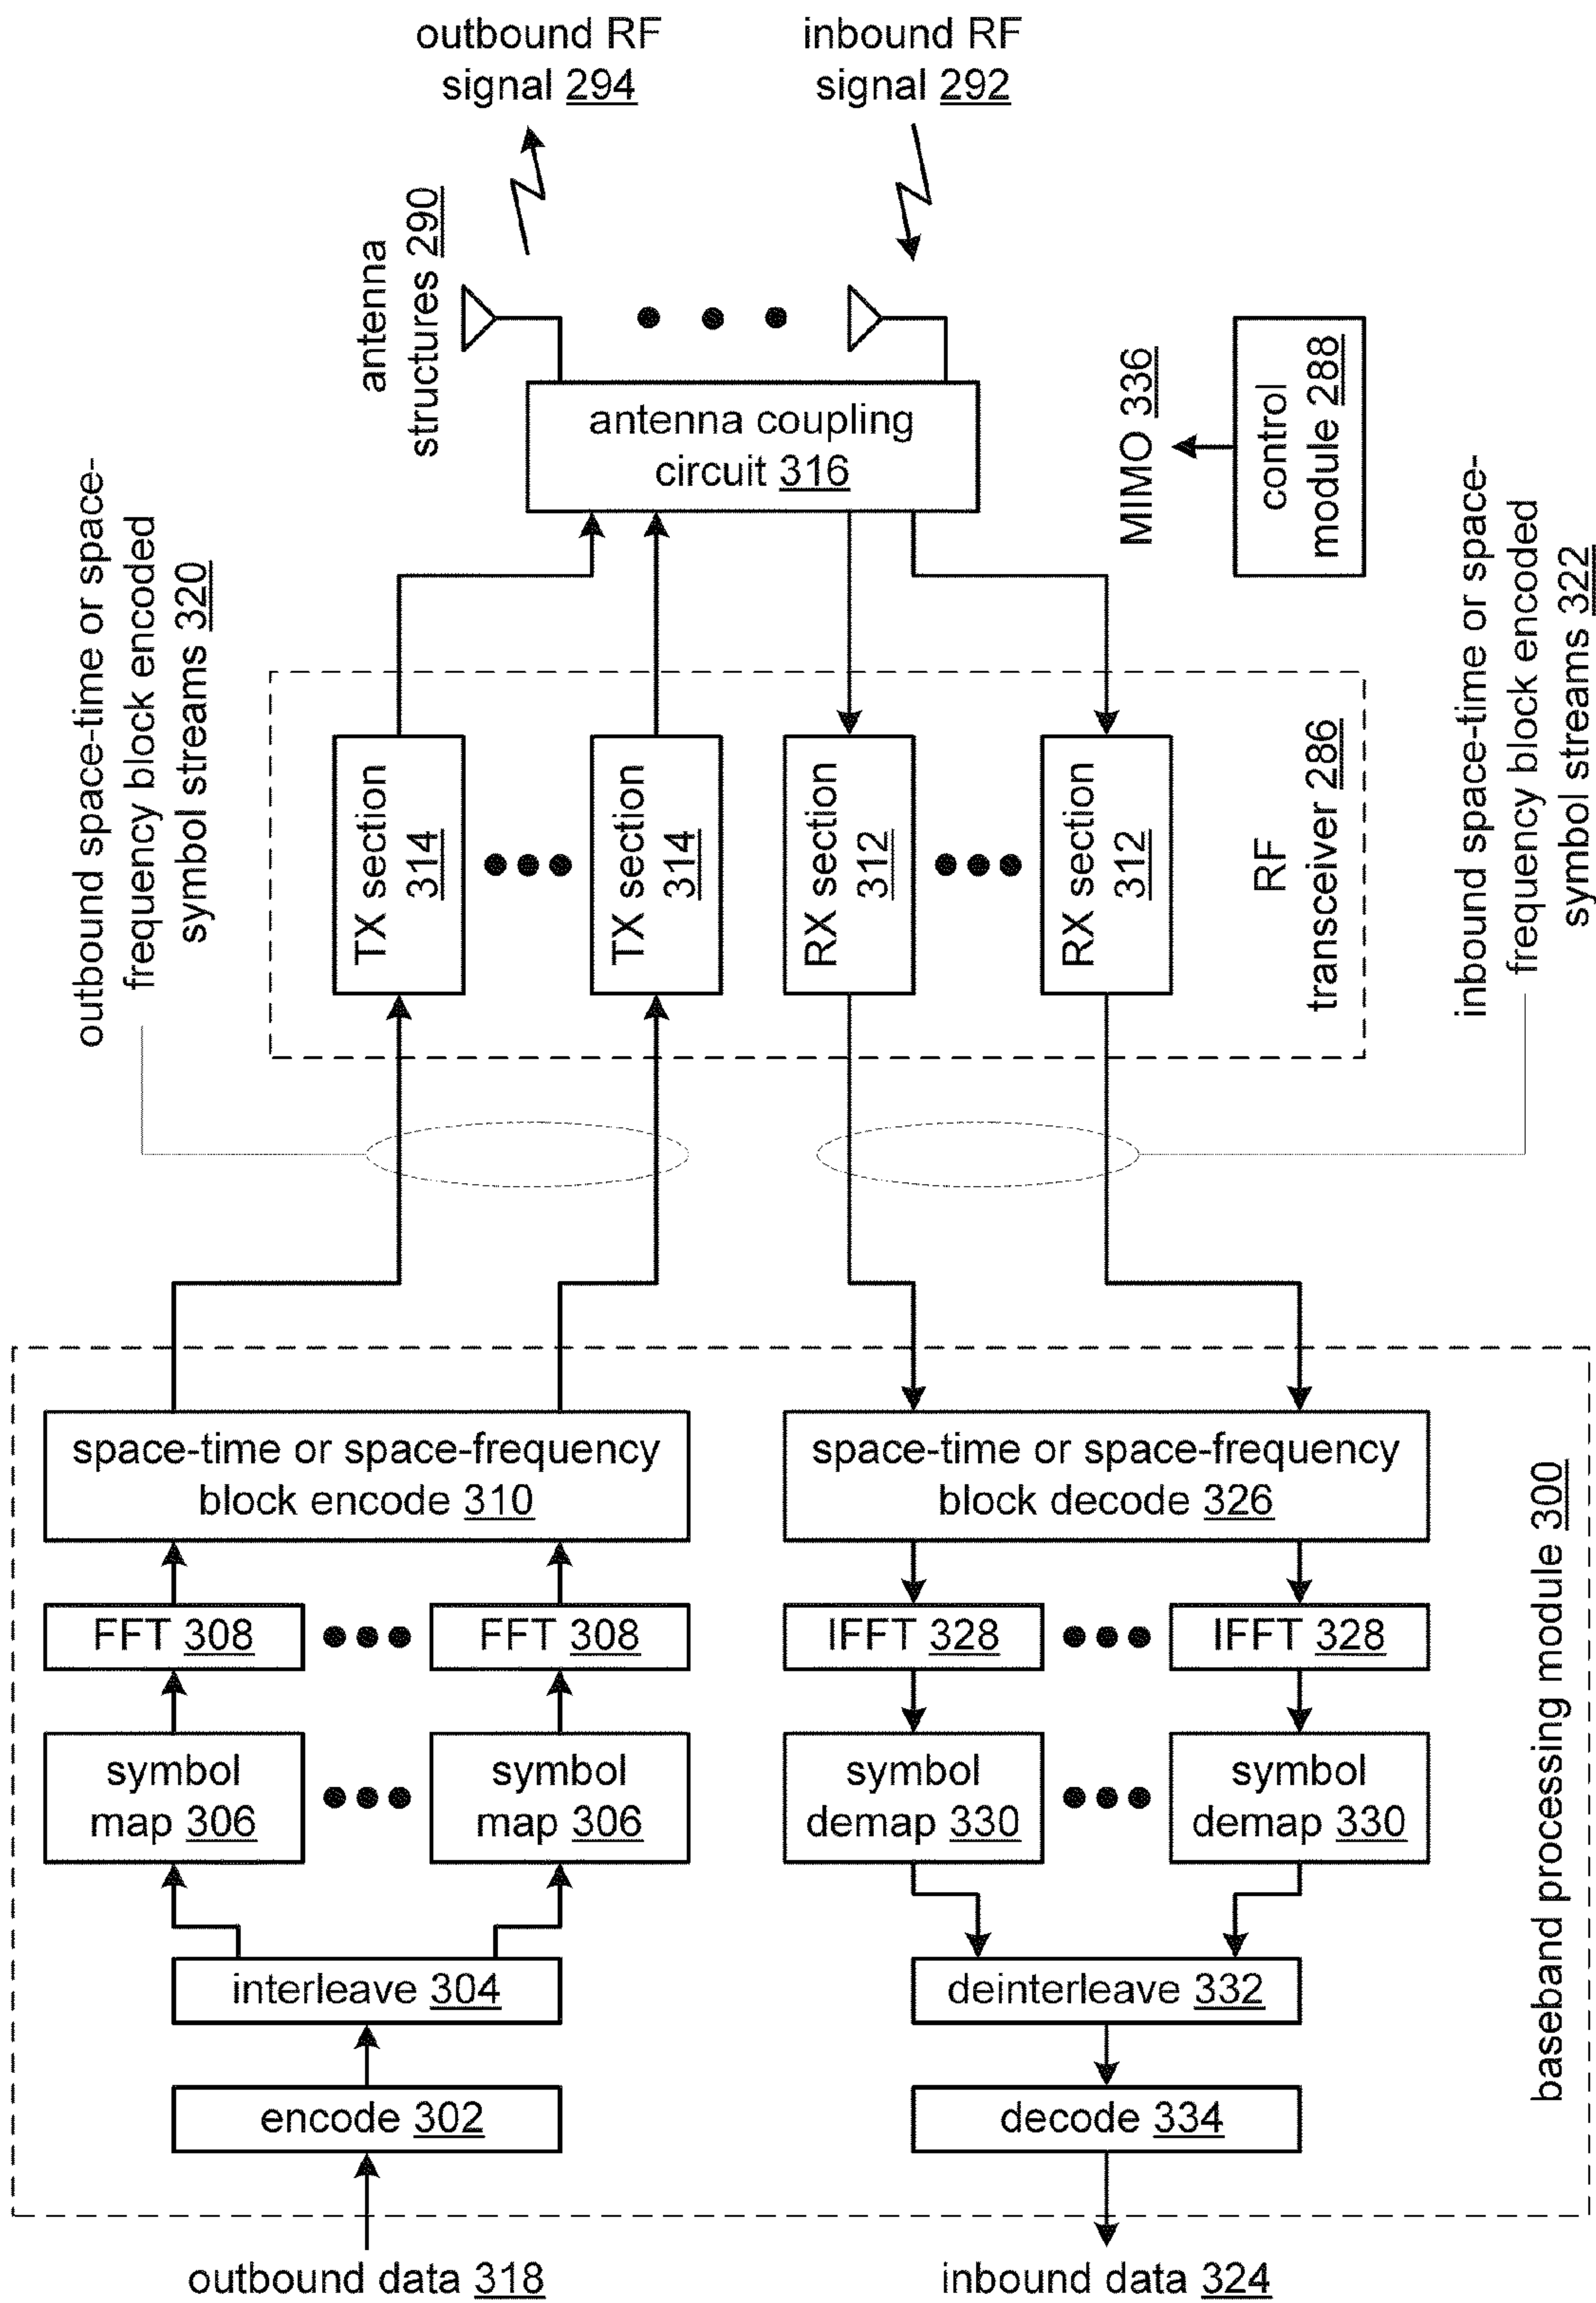 outbound RF
signal 294
inbound RF
signal 292
antenna
structures 290
antenna coupling
circuit 316
MIMO 336
control
module 288
outbound space-time or space-
frequency block encoded
symbol streams 320
TX section
314
TX section
314
RX section
312
RX section
312
RF
transceiver 286
inbound space-time or space-
frequency block encoded
symbol streams 322
space-time or space-frequency
block encode 310
space-time or space-frequency
block decode 326
FFT 308
FFT 308
IFFT 328
IFFT 328
symbol
map 306
symbol
map 306
symbol
demap 330
symbol
demap 330
interleave 304
deinterleave 332
encode 302
decode 334
baseband processing module 300
outbound data 318
inbound data 324